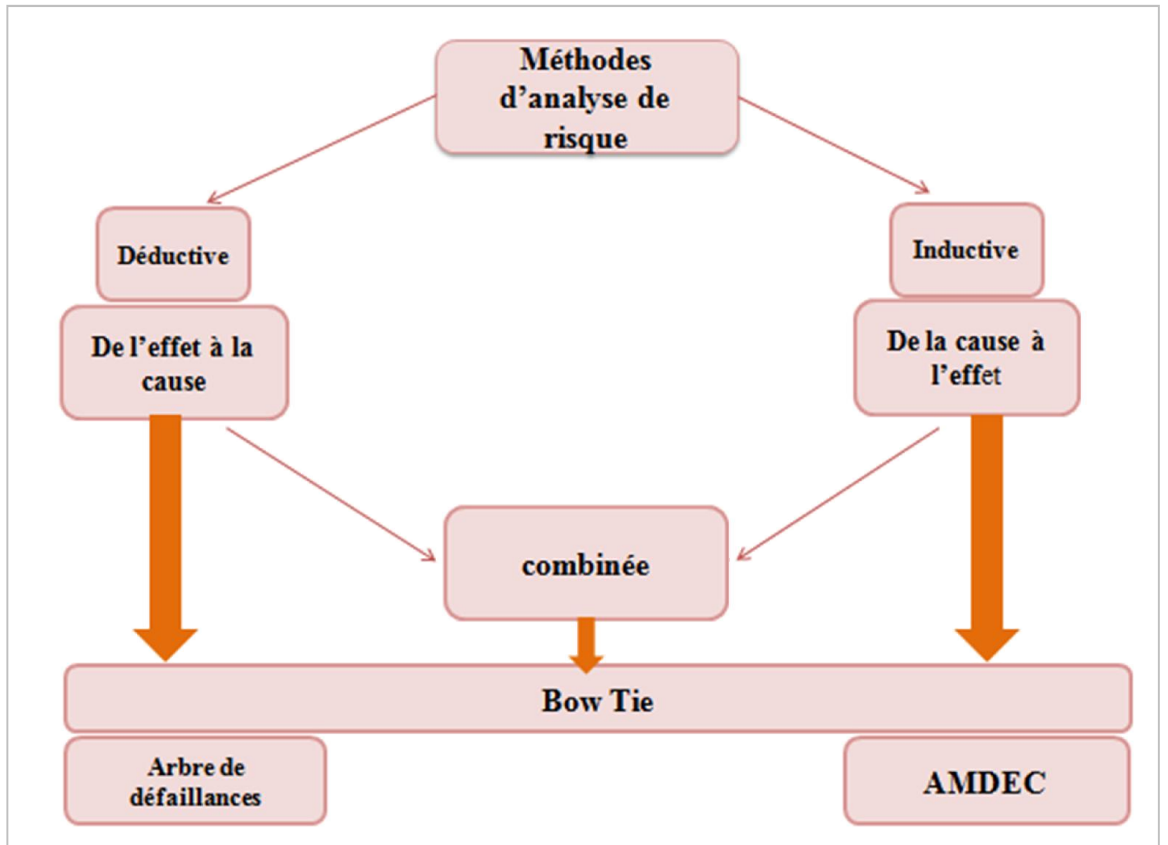 Méthodes
d’analyse de
risque
Déductive
Inductive
De l’effet à la
cause
De la cause à
l’effet
combinée
Bow Tie
Arbre de
défaillances
AMDEC